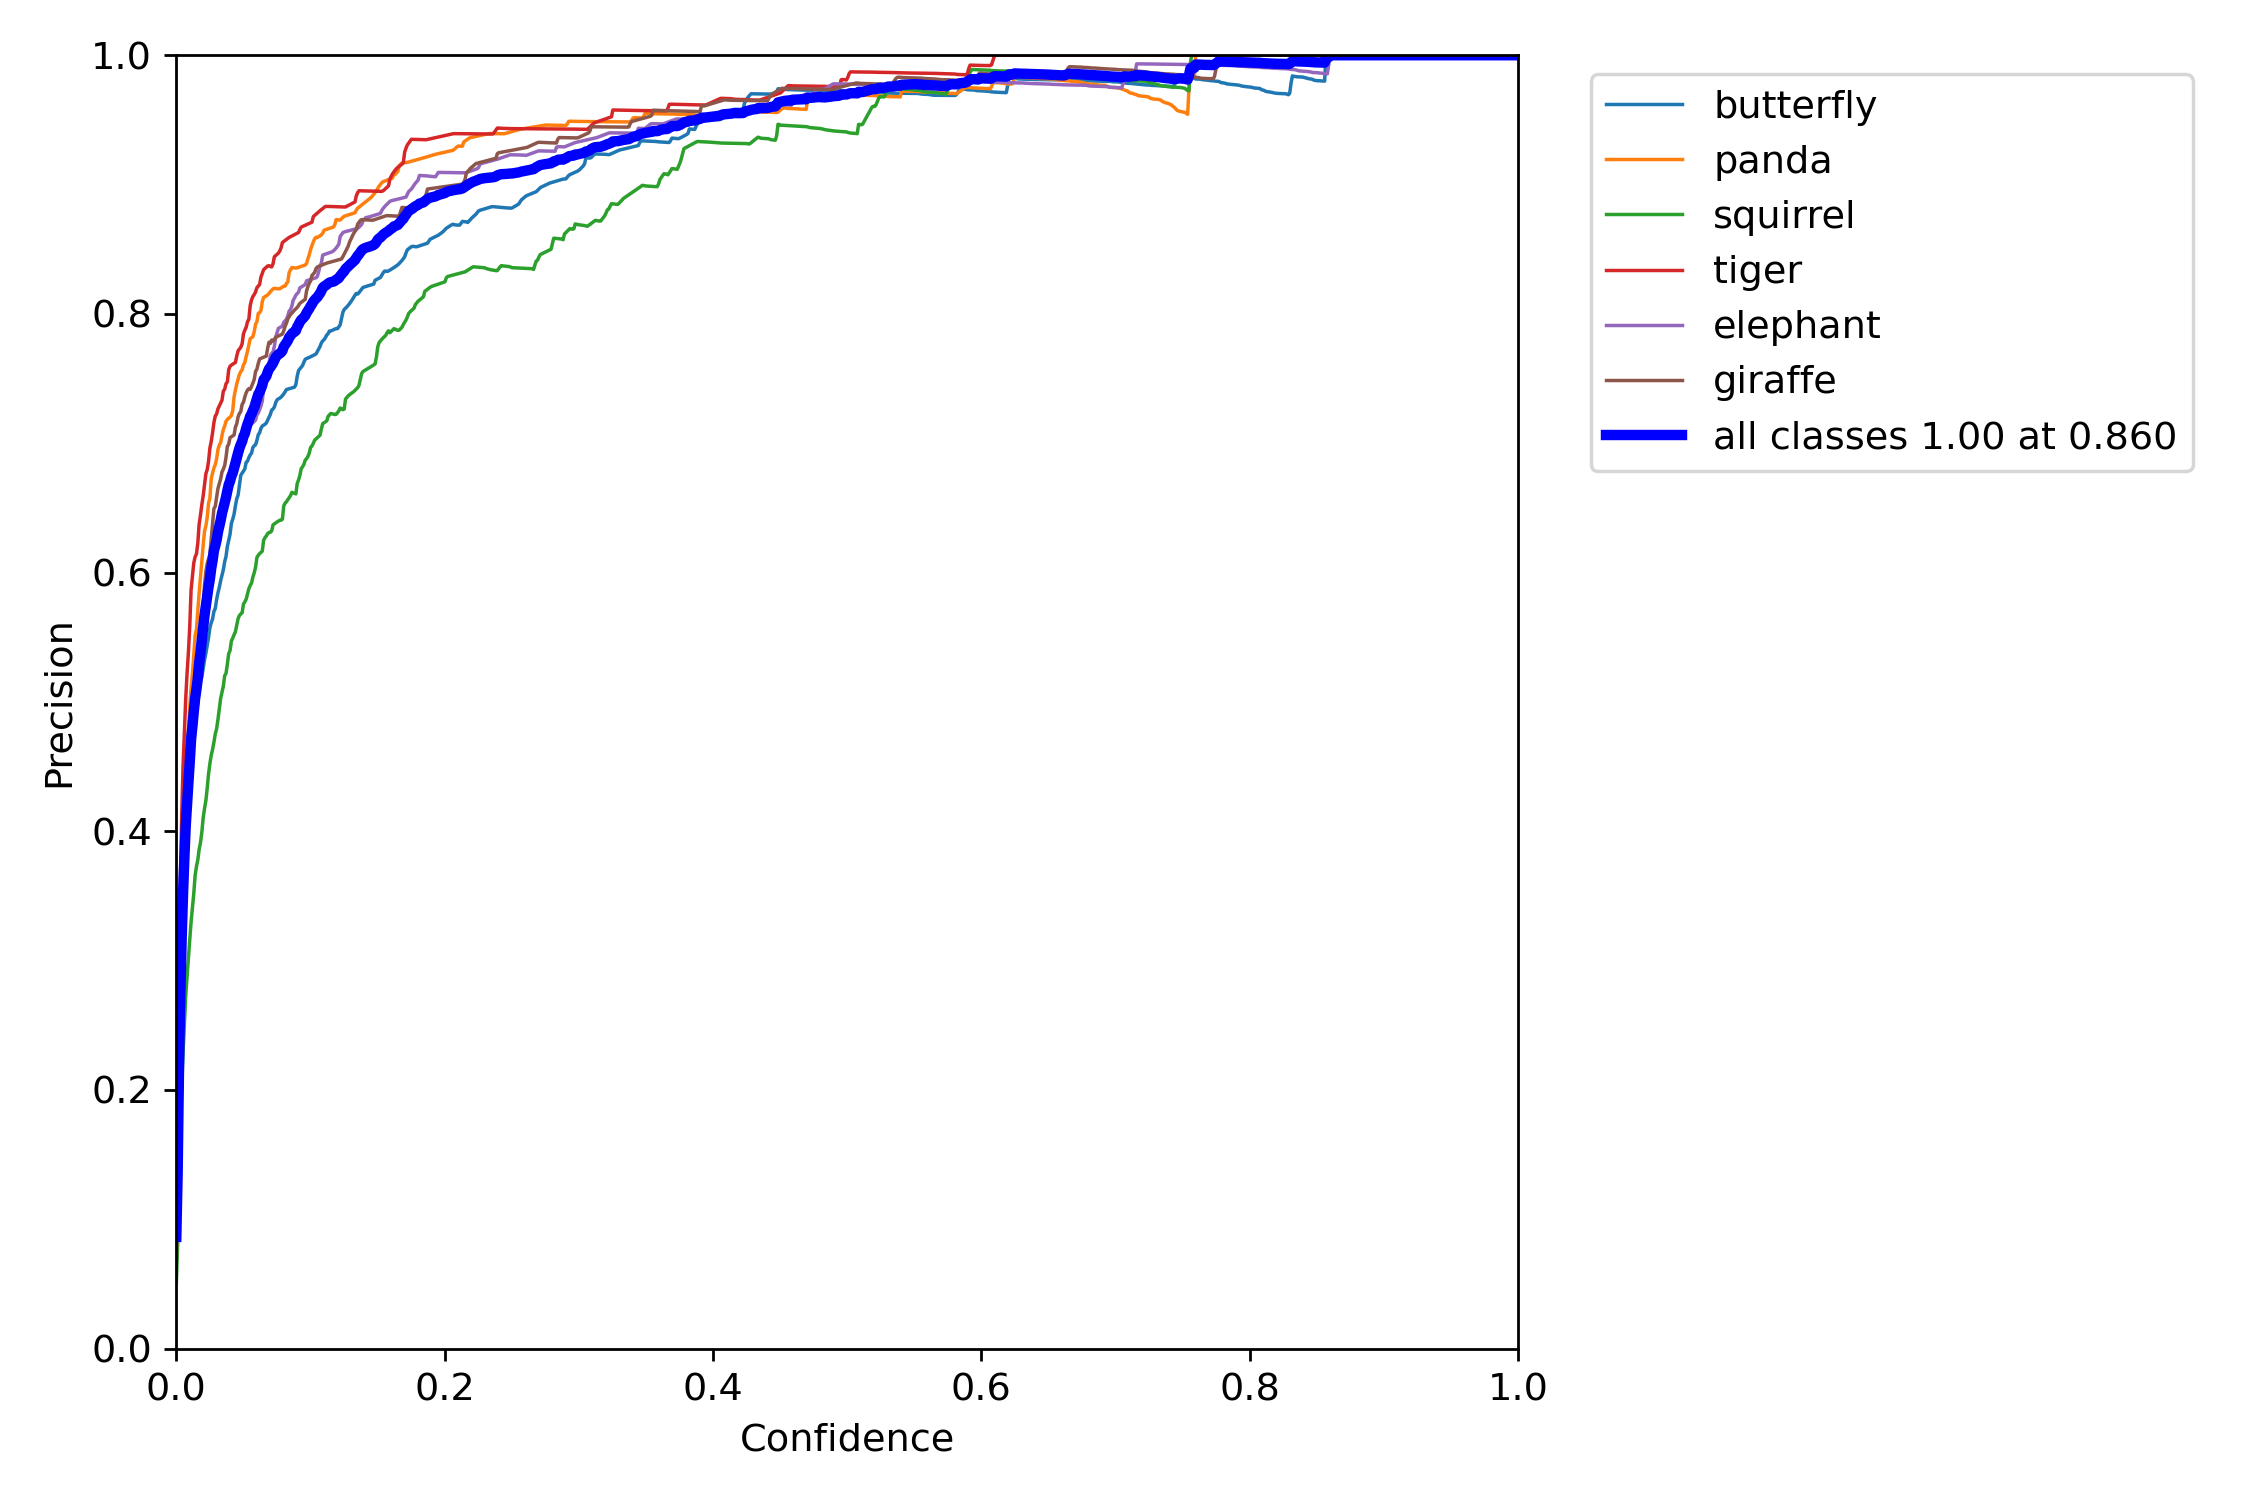 1.0
0.8
0.6
0.4
0.2
0.0
Precision
0.0 0.2 0.4 0.6 0.8 1.0
Confidence
butterfly
panda
squirrel
tiger
elephant
giraffe
all classes 1.00 at 0.860